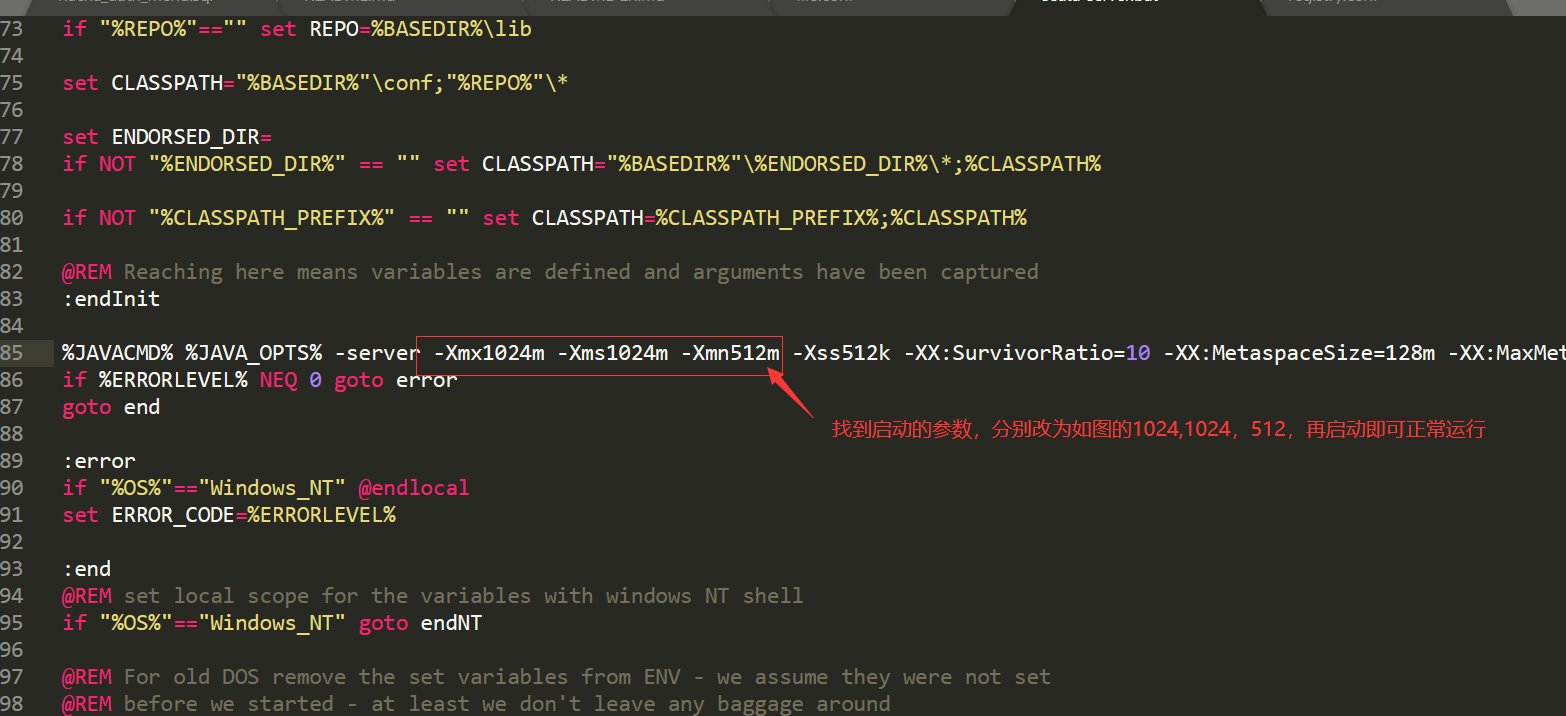 73 if "%REPO%"=="" set REPO=%BASEDIR%\lib
74
75 set CLASSPATH="%BASEDIR%"\conf;"%REPO%"\*
76
77 set ENDORSED_DIR=
78 if NOT "%ENDORSED_DIR%" == "" set CLASSPATH="%BASEDIR%"\%ENDORSED_DIR%\*;%CLASSPATH%
79
80 if NOT "%CLASSPATH_PREFIX%" == "" set CLASSPATH=%CLASSPATH_PREFIX%;%CLASSPATH%
81
82 @REM Reaching here means variables are defined and arguments have been captured
83 :endInit
84
85 %JAVACMD% %JAVA_OPTS% -server -Xmx1024m -Xms1024m -Xmn512m -Xss512k -XX:SurvivorRatio=10 -XX:MetaspaceSize=128m -XX:MaxMet
86 if %ERRORLEVEL% NEQ 0 goto error
87 goto end
找到启动的参数，分别改为如图的1024,1024，512，再启动即可正常运行
88
89 :error
90 if "%OS%"=="Windows_NT" @endlocal
91 set ERROR_CODE=%ERRORLEVEL%
92
93 :end
94 @REM set local scope for the variables with windows NT shell
95 if "%OS%"=="Windows_NT" goto endNT
96
97 @REM For old DOS remove the set variables from ENV - we assume they were not set
98 @REM before we started - at least we don't leave any baggage around